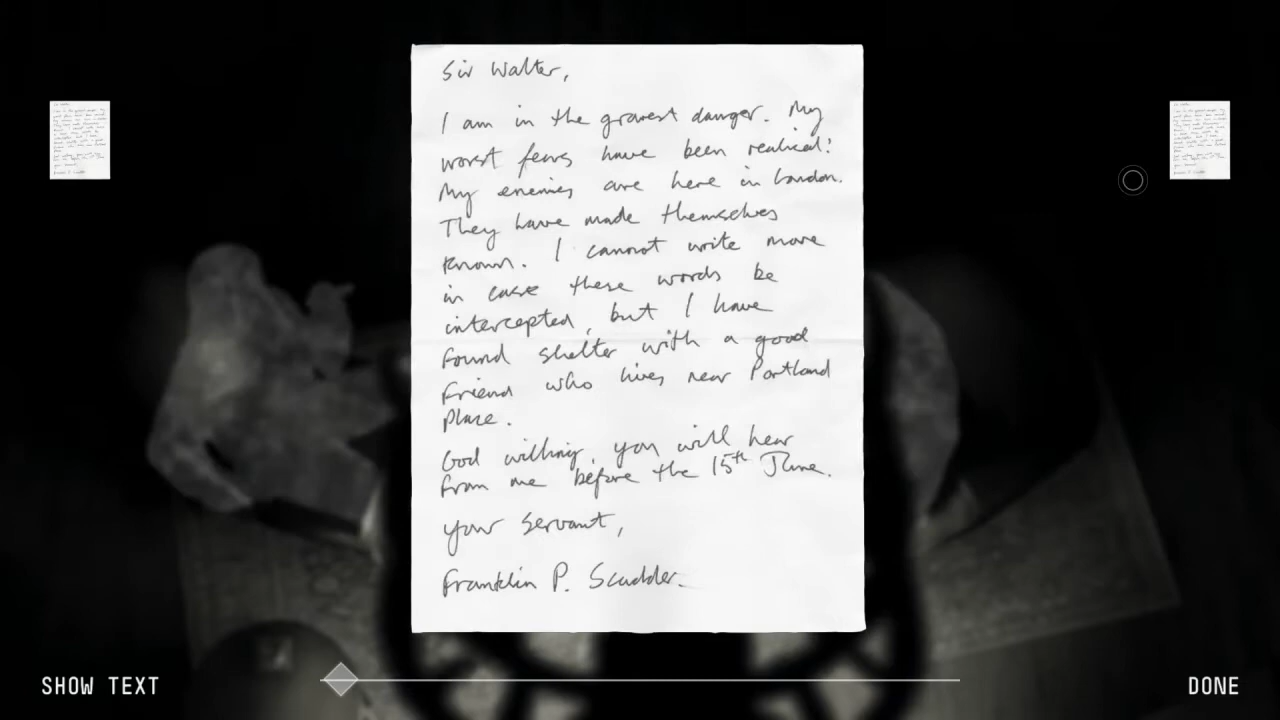 Sir Walter,
I am in the gravest danger. My
worst fears have been realised!
My enemies are here in London.
They have made themselves
known. I cannot write more
in case these words be
intercepted, but I have
found shelter with a good
friend who lives near Portland
Place.
God willing, you will hear
from me before the 15th June.
Your servant,
Franklin P. Scudder.
SHOW TEXT
DONE